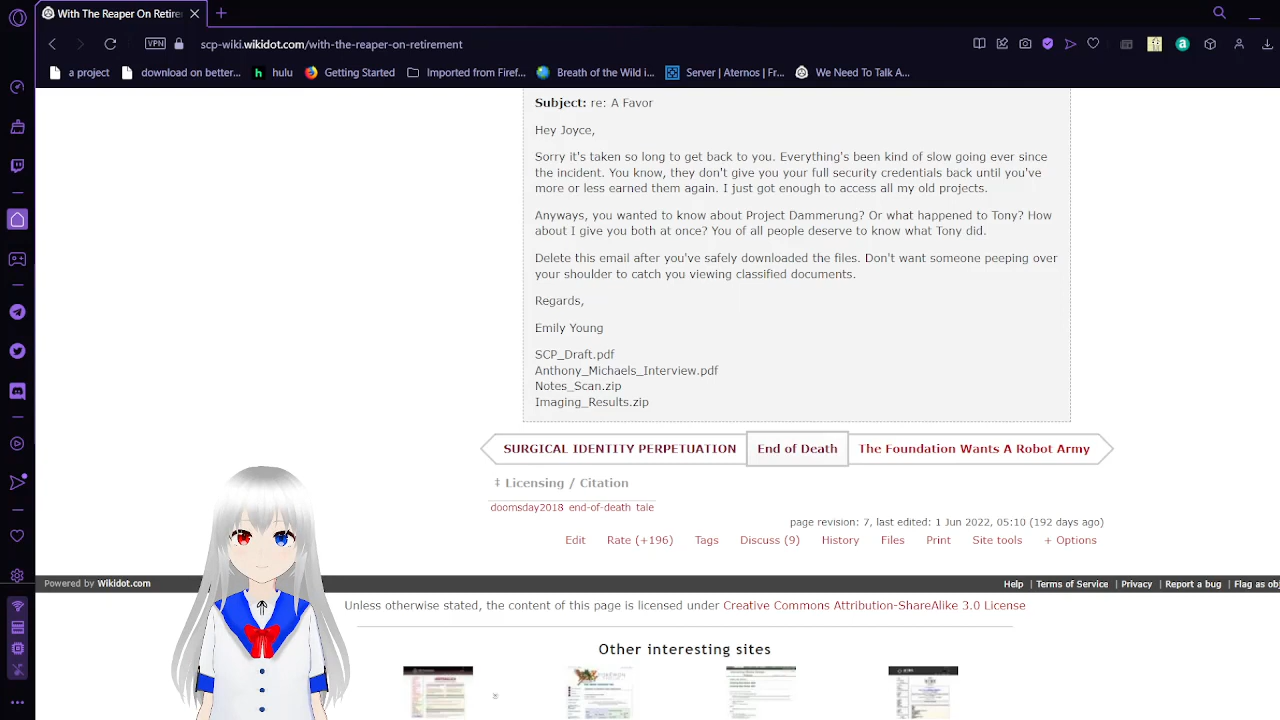 With The Reaper On Retirem
VPN
scp-wiki.wikidot.com/with-the-reaper-on-retirement
a project
download on better...
hulu
Getting Started
Imported from Firef...
Breath of the Wild i...
Server | Aternos | Fr...
We Need To Talk A...
Subject: re: A Favor
Hey Joyce,
Sorry it's taken so long to get back to you. Everything's been kind of slow going ever since
the incident. You know, they don't give you your full security credentials back until you've
more or less earned them again. I just got enough to access all my old projects.
Anyways, you wanted to know about Project Dammerung? Or what happened to Tony? How
about I give you both at once? You of all people deserve to know what Tony did.
Delete this email after you've safely downloaded the files. Don't want someone peeping over
your shoulder to catch you viewing classified documents.
Regards,
Emily Young
SCP_Draft.pdf
Anthony_Michaels_Interview.pdf
Notes_Scan.zip
Imaging_Results.zip
SURGICAL IDENTITY PERPETUATION
End of Death
The Foundation Wants A Robot Army
‡ Licensing / Citation
doomsday2018 end-of-death tale
page revision: 7, last edited: 1 Jun 2022, 05:10 (192 days ago)
Edit Rate (+196) Tags Discuss (9) History Files Print Site tools + Options
Powered by Wikidot.com
Help | Terms of Service | Privacy | Report a bug | Flag as obj
Unless otherwise stated, the content of this page is licensed under Creative Commons Attribution-ShareAlike 3.0 License
Other interesting sites